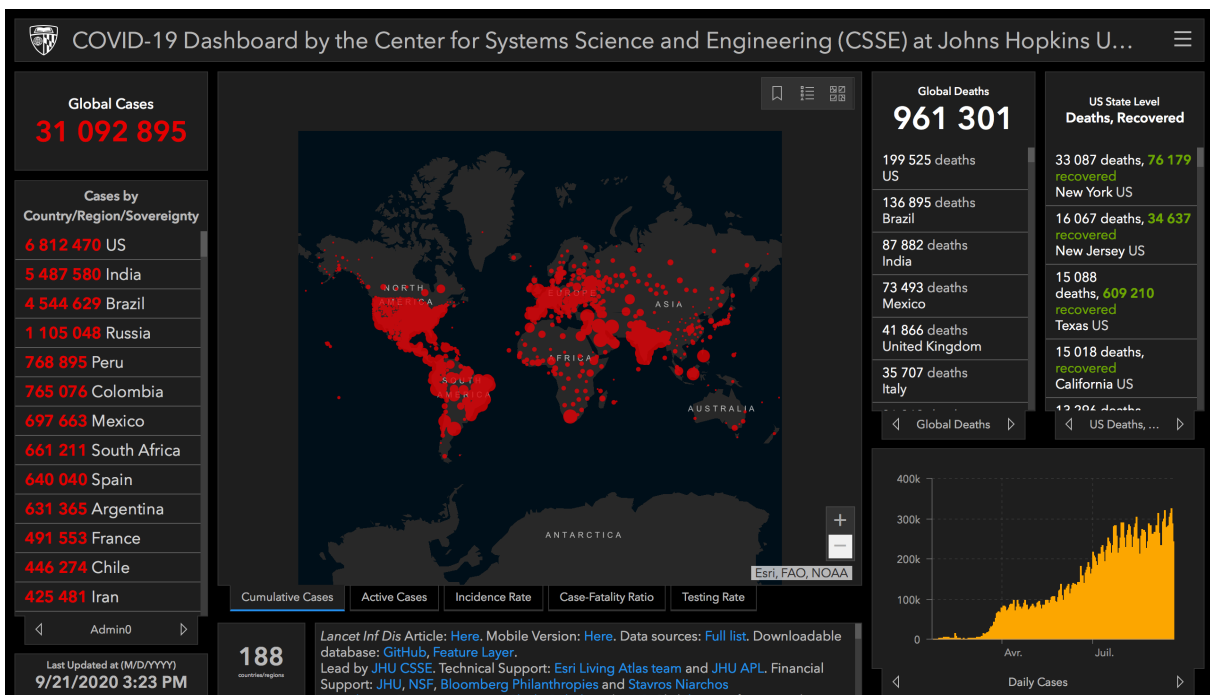 COVID-19 Dashboard by the Center for Systems Science and Engineering (CSSE) at Johns Hopkins U...
Global Cases
31 092 895
Cases by
Country/Region/Sovereignty
6 812 470 US
5 487 580 India
4 544 629 Brazil
1 105 048 Russia
768 895 Peru
765 076 Colombia
697 663 Mexico
661 211 South Africa
640 040 Spain
631 365 Argentina
491 553 France
446 274 Chile
425 481 Iran
Admin0
Last Updated at (M/D/YYYY)
9/21/2020 3:23 PM
NORTH
AMERICA
SOUTH
AMERICA
EUROPE
ASIA
AFRICA
AUSTRALIA
ANTARCTICA
Esri, FAO, NOAA
Cumulative Cases
Active Cases
Incidence Rate
Case-Fatality Ratio
Testing Rate
188
countries/regions
Lancet Inf Dis Article: Here. Mobile Version: Here. Data sources: Full list. Downloadable
database: GitHub, Feature Layer.
Lead by JHU CSSE. Technical Support: Esri Living Atlas team and JHU APL. Financial
Support: JHU, NSF, Bloomberg Philanthropies and Stavros Niarchos
Global Deaths
961 301
199 525 deaths
US
136 895 deaths
Brazil
87 882 deaths
India
73 493 deaths
Mexico
41 866 deaths
United Kingdom
35 707 deaths
Italy
Global Deaths
US State Level
Deaths, Recovered
33 087 deaths, 76 179
recovered
New York US
16 067 deaths, 34 637
recovered
New Jersey US
15 088
deaths, 609 210
recovered
Texas US
15 018 deaths,
recovered
California US
13 296 deaths
US Deaths, ...
400k
300k
200k
100k
0
Avr.
Juil.
Daily Cases